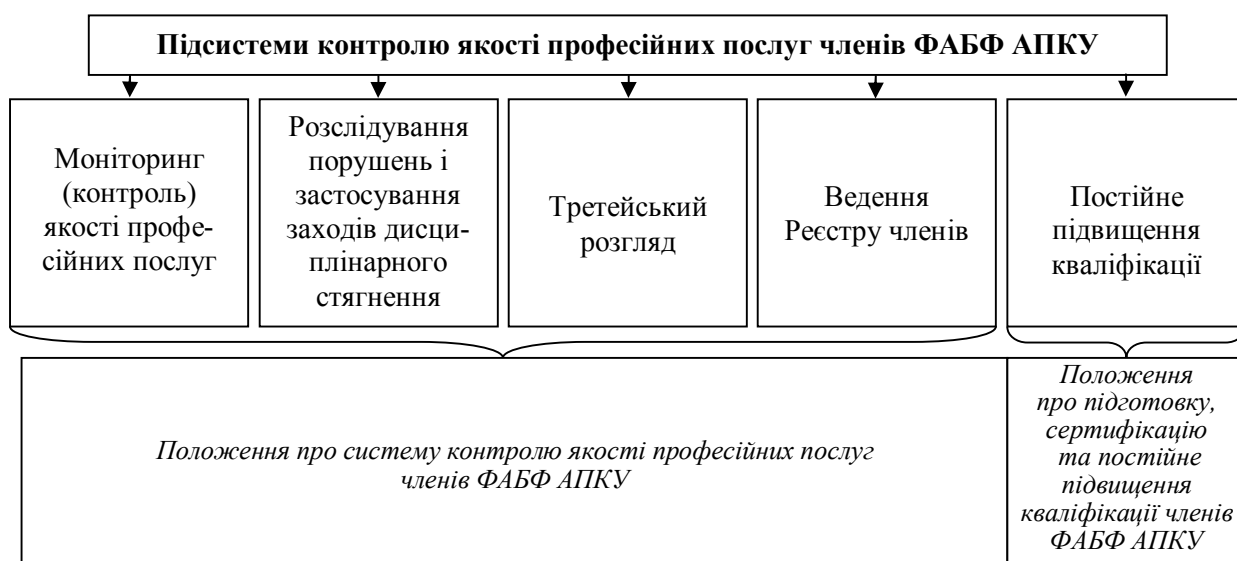 Підсистеми контролю якості професійних послуг членів ФАБФ АПКУ
Моніторинг
(контроль)
якості профе-
сійних послуг
Розслідування
порушень і
застосування
заходів дисци-
плінарного
стягнення
Третейський
розгляд
Ведення
Реєстру членів
Постійне
підвищення
кваліфікації
Положення про систему контролю якості професійних послуг
членів ФАБФ АПКУ
Положення
про підготовку,
сертифікацію
та постійне
підвищення
кваліфікації членів
ФАБФ АПКУ